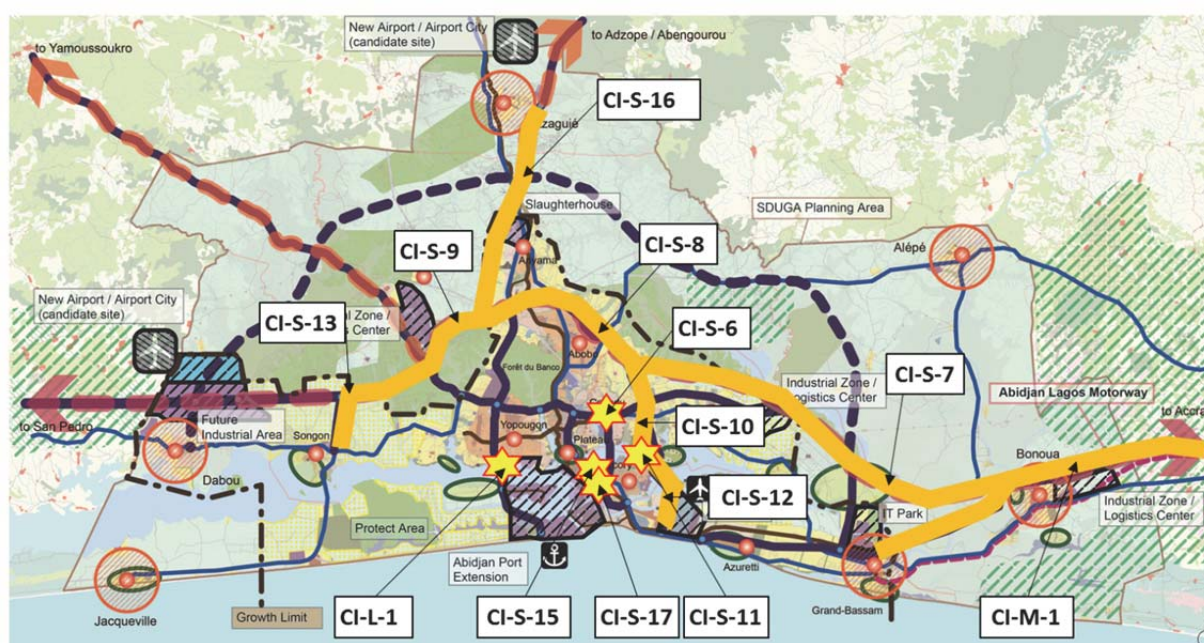 New Airport / Airport City
(candidate site)
to Yamoussoukro
to Adzope / Abengourou
CI-S-16
Slaughterhouse
SDUGA Planning Area
CI-S-9
CI-S-8
Alépé
Anyama
New Airport / Airport City
(candidate site)
CI-S-13
Zone /
Center
CI-S-6
Forêt du Banco
Abobo
Industrial Zone /
Logistics Center
CI-S-7
Abidjan Lagos Motorway
to San Pedro
to Accra
Future
Industrial Area
Songon
Yopougon
Plateau
CI-S-10
Bonoua
Dabou
CI-S-12
IT Park
Industrial Zone /
Logistics Center
Protect Area
Abidjan Port
Extension
Azuretti
Jacqueville
Growth Limit
CI-L-1
CI-S-15
CI-S-17
CI-S-11
Grand-Bassam
CI-M-1